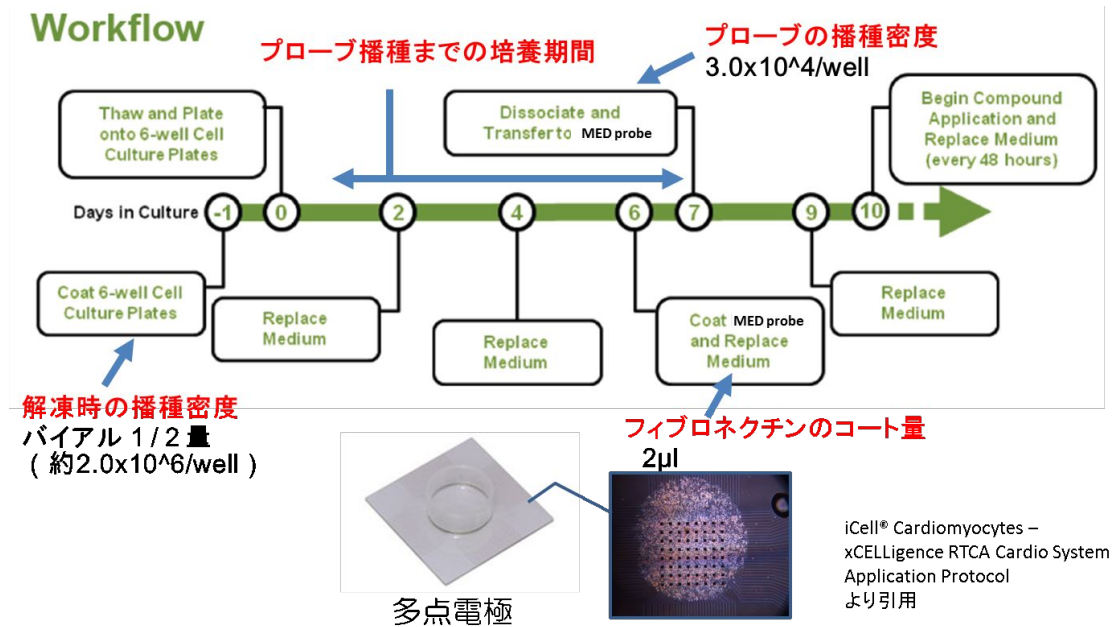 Workflow
プローブ播種までの培養期間
プローブの播種密度
3.0x10^4/well
Thaw and Plate
onto 6-well Cell
Culture Plates
Dissociate and
Transfer to MED probe
Begin Compound
Application and
Replace Medium
(every 48 hours)
Days in Culture -1 0 2 4 6 7 9 10
Coat 6-well Cell
Culture Plates
Replace
Medium
Replace
Medium
Coat MED probe
and Replace
Medium
Replace
Medium
解凍時の播種密度
バイアル 1 / 2 量
( 約2.0x10^6/well )
フィブロネクチンのコート量
2μl
多点電極
iCell® Cardiomyocytes –
xCELLigence RTCA Cardio System
Application Protocol
より引用